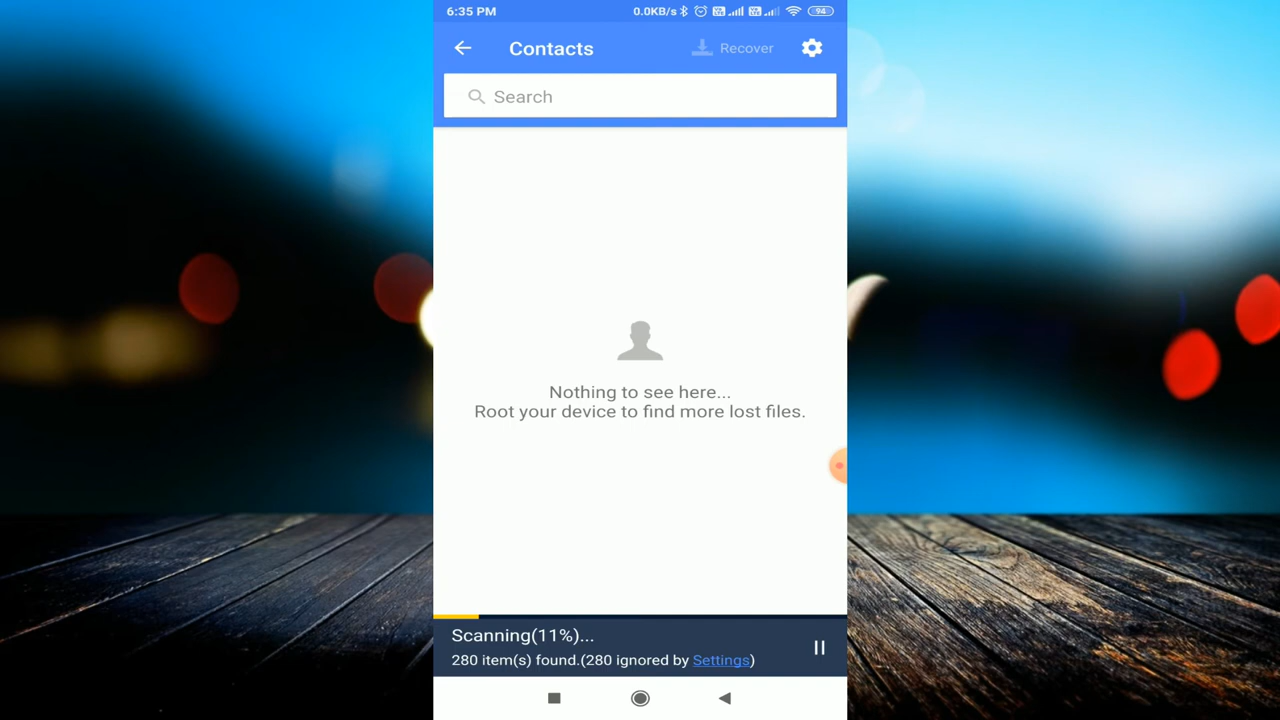 6:35 PM
0.0KB/s
94
Contacts
Recover
Search
Nothing to see here...
Root your device to find more lost files.
Scanning(11%)...
280 item(s) found.(280 ignored by Settings)